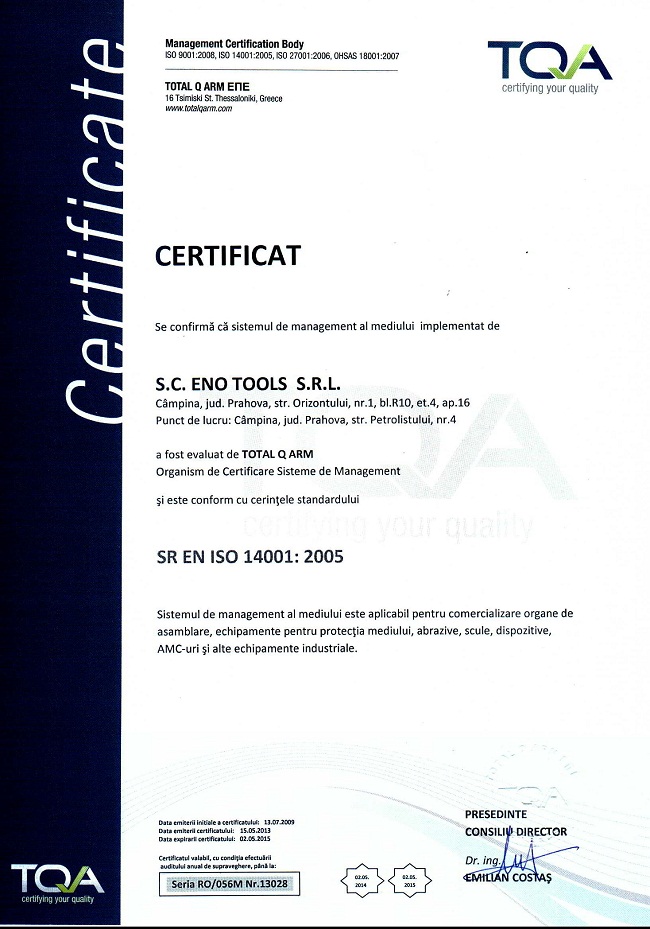 Certificate
Management Certification Body
ISO 9001:2008, ISO 14001:2005, ISO 27001:2006, OHSAS 18001:2007
TOTAL Q ARM ΕΠΕ
16 Tsimiski St. Thessaloniki, Greece
www.totalqarm.com
TQA
certifying your quality
CERTIFICAT
Se confirmă că sistemul de management al mediului implementat de
S.C. ENO TOOLS S.R.L.
Câmpina, jud. Prahova, str. Orizontului, nr.1, bl.R10, et.4, ap.16
Punct de lucru: Câmpina, jud. Prahova, str. Petrolistului, nr.4
TQA
a fost evaluat de TOTAL Q ARM
Organism de Certificare Sisteme de Management
şi este conform cu cerinţele standardului
certifying your quality
SR EN ISO 14001: 2005
Sistemul de management al mediului este aplicabil pentru comercializare organe de
asamblare, echipamente pentru protecţia mediului, abrazive, scule, dispozitive,
AMC-uri şi alte echipamente industriale.
Data emiterii initiale a certificatului: 13.07.2009
Data emiterii certificatului: 15.05.2013
Data expirarii certificatului: 02.05.2015
Certificatul valabil, cu condiţia efectuării
auditului anual de supraveghere, până la:
Seria RO/056M Nr.13028
02.05.
2014
02.05.
2015
PRESEDINTE
CONSILIU DIRECTOR
Dr. ing.
EMILIAN COSTAŞ
TQA
certifying your quality